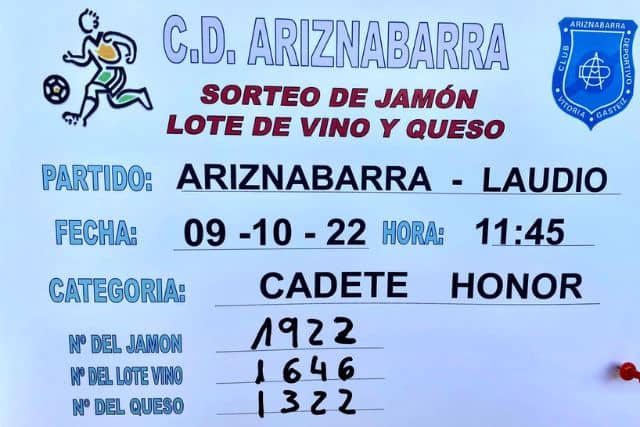 C.D. ARIZNABARRA
ARIZNABARRA
CLUB DEPORTIVO
VITORIA GASTEIZ
SORTEO DE JAMÓN
LOTE DE VINO Y QUESO
PARTIDO: ARIZNABARRA - LAUDIO
FECHA: 09 -10 - 22 HORA: 11:45
CATEGORIA: CADETE HONOR
Nº DEL JAMON 1922
Nº DEL LOTE VINO 1646
Nº DEL QUESO 1322